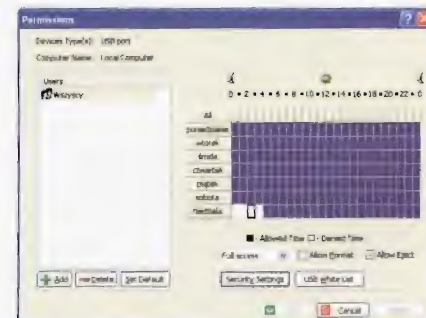 Permissions
Devices Type(s): USB port
Computer Name: Local Computer
Users
Wszyscy
0 • 2 • 4 • 6 • 8 •10 •12 •14 •16 •18 •20 •22 • 0
All
poniedziałek
wtorek
środa
czwartek
piątek
sobota
niedziela
- Allowed Time - Denied Time
Full access
Allow Format
Allow Eject
Add
Delete
Set Default
Security Settings
USB White List
Cancel